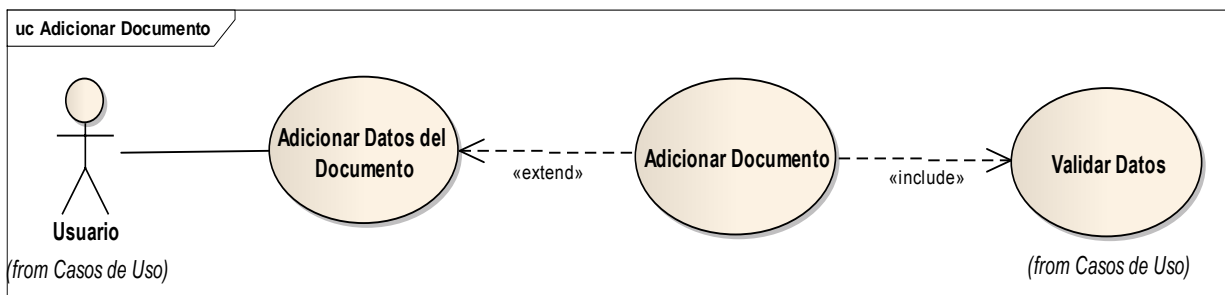 uc Adicionar Documento
Adicionar Datos del
Documento
«extend»
Adicionar Documento
«include»
Validar Datos
Usuario
(from Casos de Uso)
(from Casos de Uso)